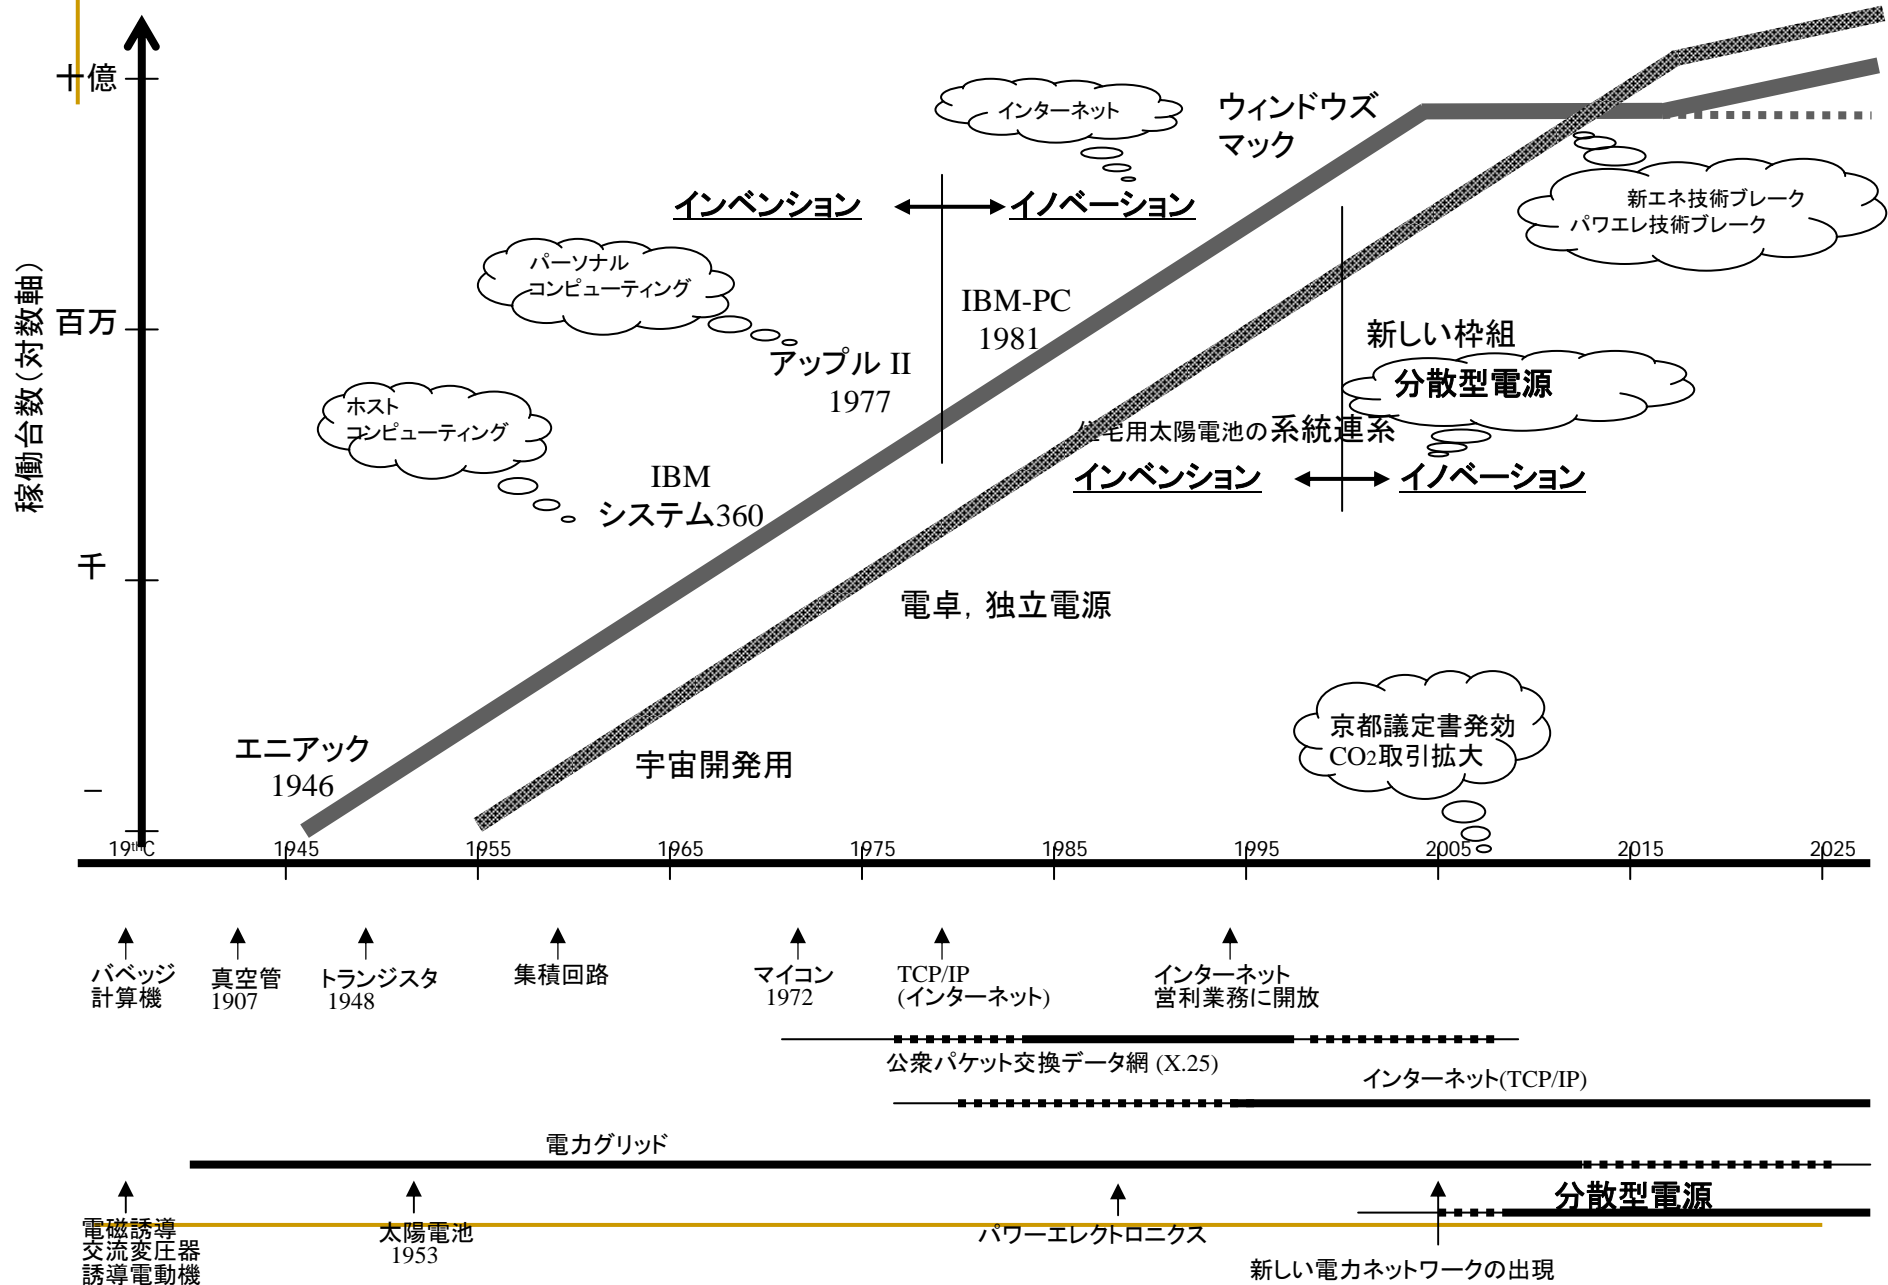 十億
インターネット
ウィンドウズ
マック
インベンション
イノベーション
新エネ技術ブレーク
パワエレ技術ブレーク
パーソナル
コンピューティング
稼働台数（対数軸）
百万
IBM-PC
1981
アップル II
1977
新しい枠組
分散型電源
ホスト
コンピューティング
住宅用太陽電池の系統連系
IBM
システム360
インベンション
イノベーション
千
電卓，独立電源
京都議定書発効
CO2取引拡大
エニアック
1946
宇宙開発用
一
19thC
1945
1955
1965
1975
1985
1995
2005
2015
2025
バベッジ
計算機
真空管
1907
トランジスタ
1948
集積回路
マイコン
1972
TCP/IP
(インターネット)
インターネット
営利業務に開放
公衆パケット交換データ網 (X.25)
インターネット(TCP/IP)
電力グリッド
分散型電源
電磁誘導
交流変圧器
誘導電動機
太陽電池
1953
パワーエレクトロニクス
新しい電力ネットワークの出現